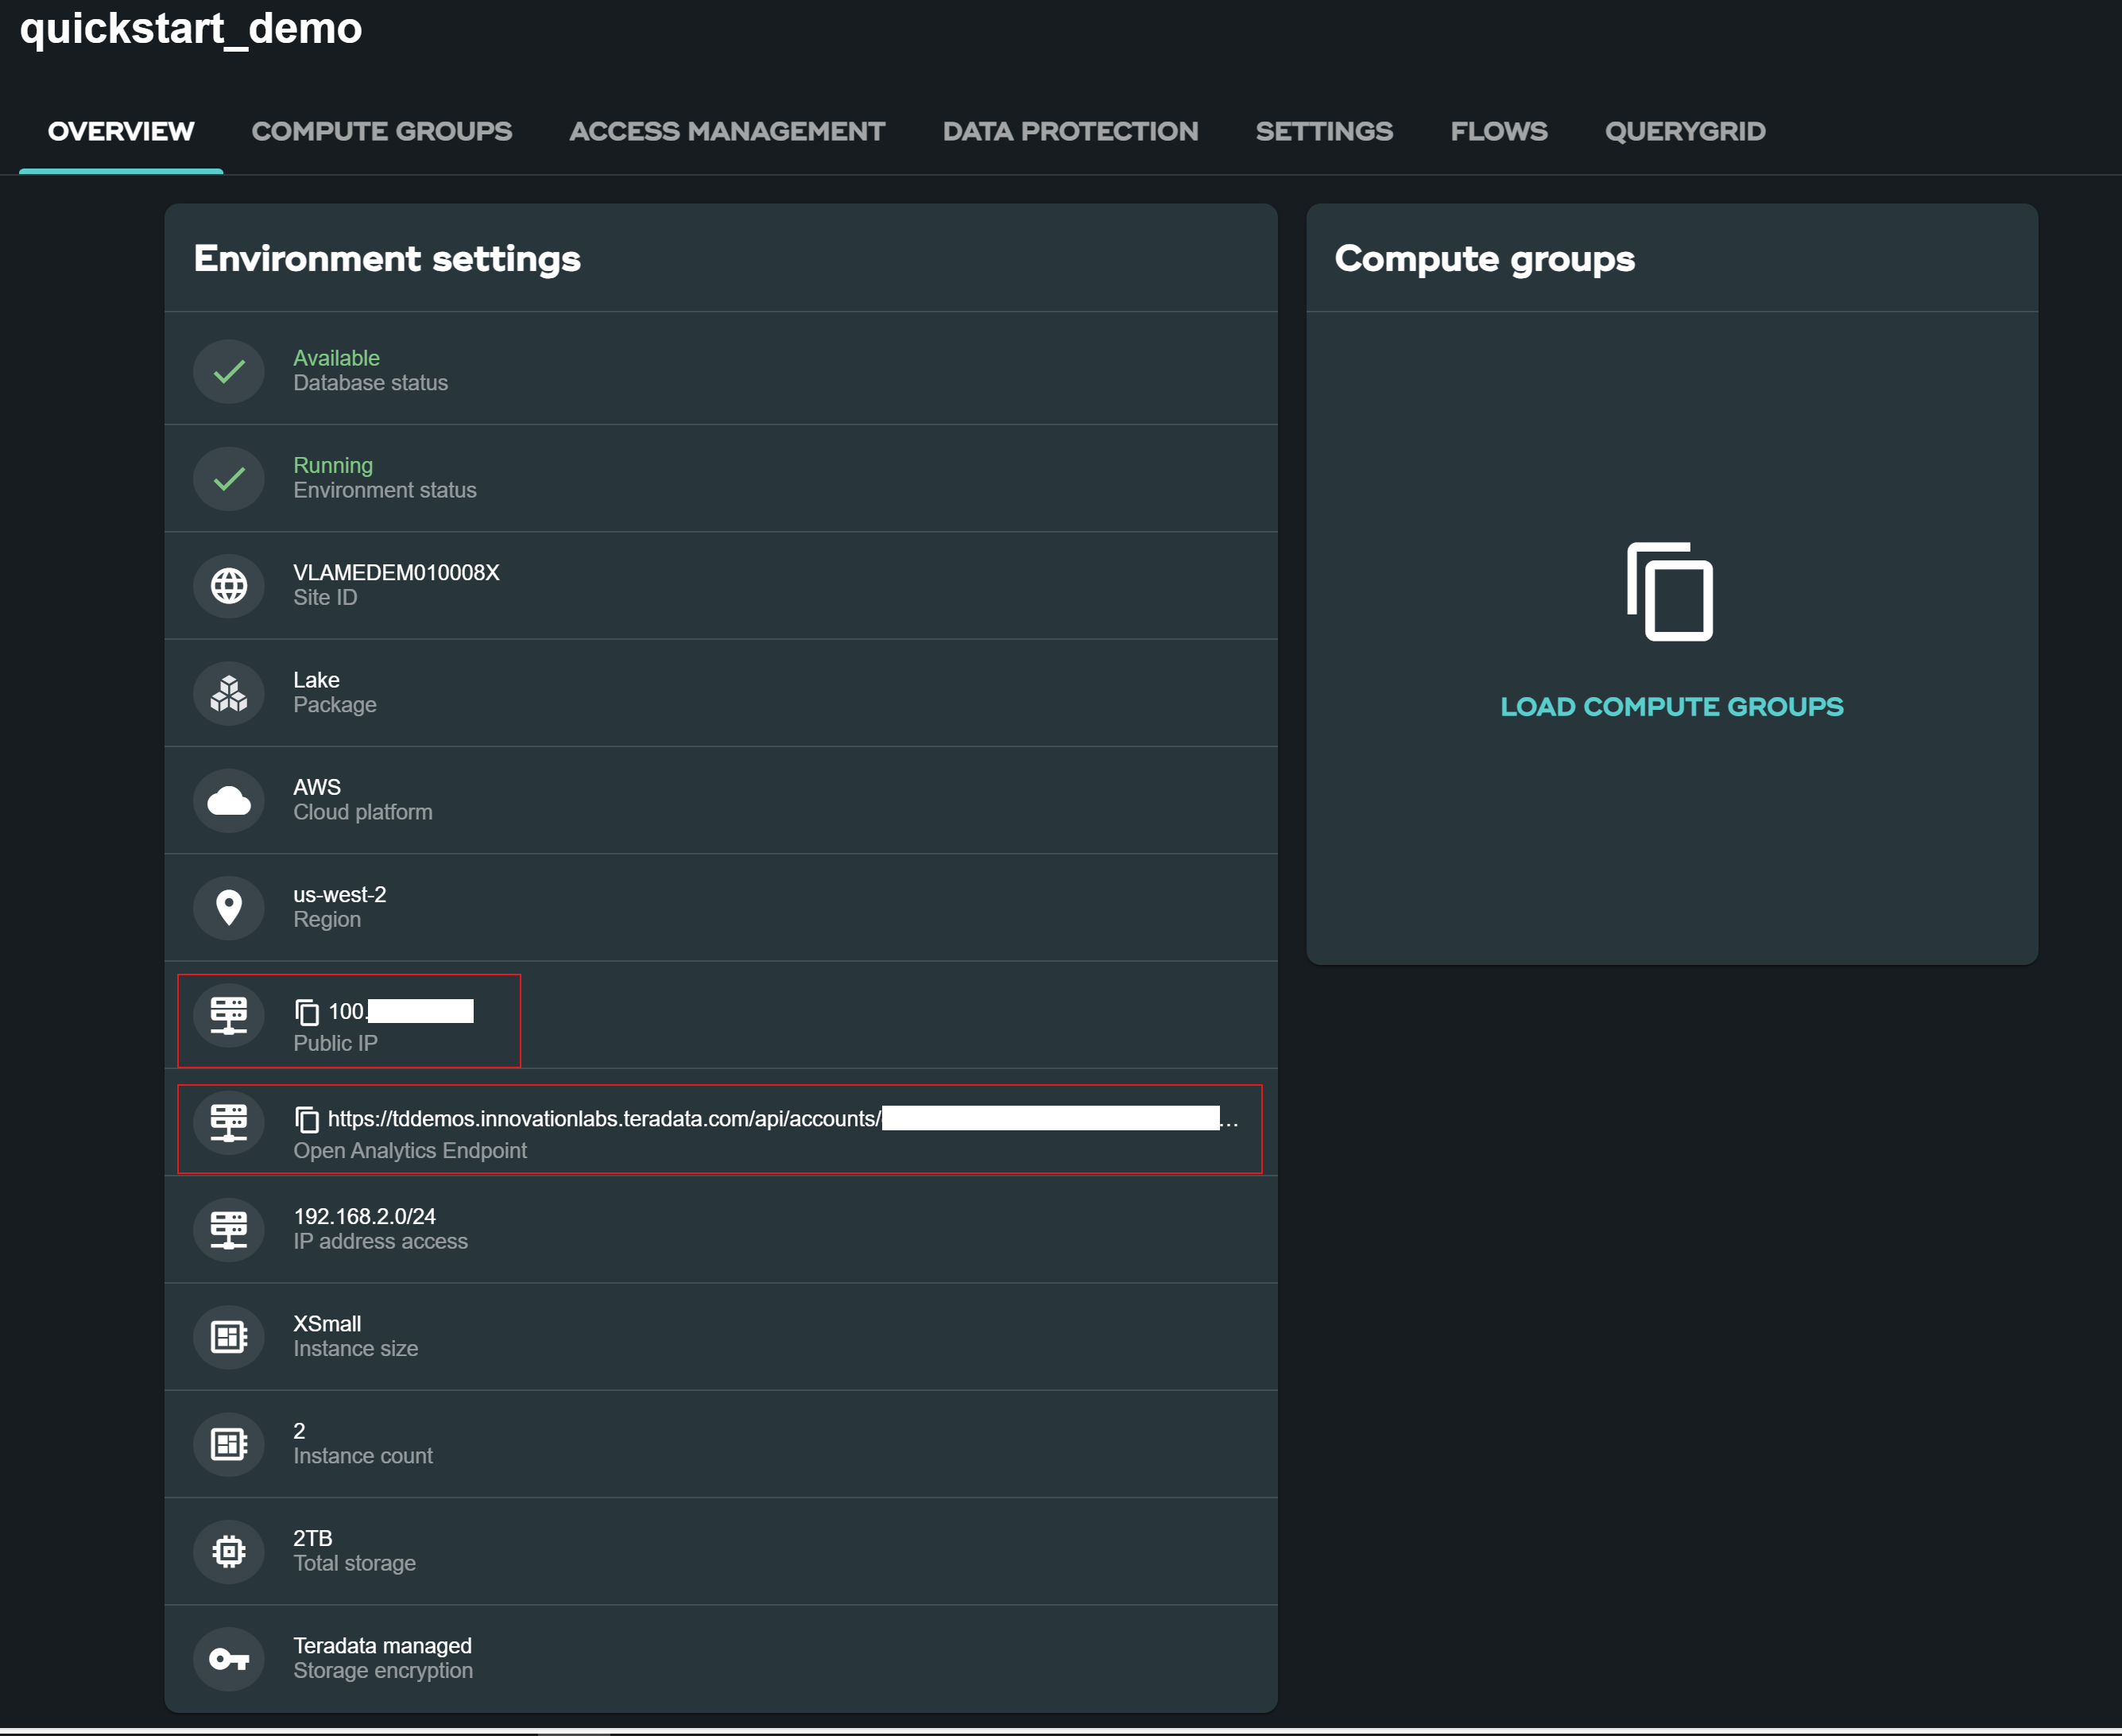 quickstart_demo
OVERVIEW COMPUTE GROUPS ACCESS MANAGEMENT DATA PROTECTION SETTINGS FLOWS QUERYGRID
Environment settings
Available
Database status
Running
Environment status
VLAMEDEM010008X
Site ID
Lake
Package
AWS
Cloud platform
us-west-2
Region
100.
Public IP
https://tddemos.innovationlabs.teradata.com/api/accounts/...
Open Analytics Endpoint
192.168.2.0/24
IP address access
XSmall
Instance size
2
Instance count
2TB
Total storage
Teradata managed
Storage encryption
Compute groups
LOAD COMPUTE GROUPS